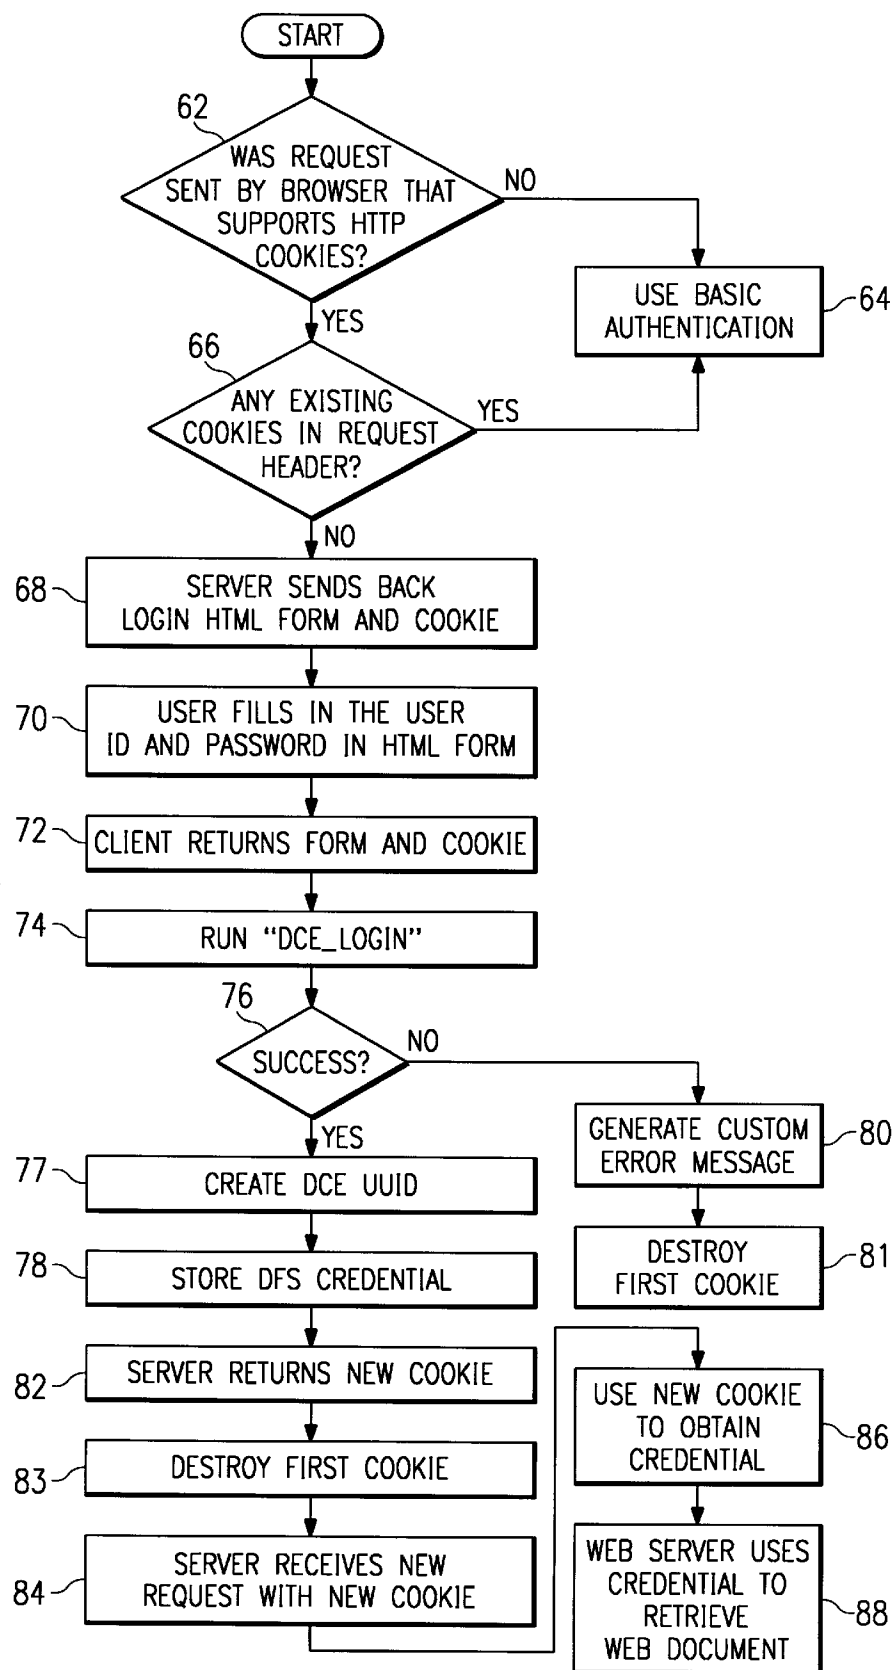 START
62
WAS REQUEST
SENT BY BROWSER THAT
SUPPORTS HTTP
COOKIES?
NO
YES
USE BASIC
AUTHENTICATION
64
66
ANY EXISTING
COOKIES IN REQUEST
HEADER?
YES
NO
68
SERVER SENDS BACK
LOGIN HTML FORM AND COOKIE
70
USER FILLS IN THE USER
ID AND PASSWORD IN HTML FORM
72
CLIENT RETURNS FORM AND COOKIE
74
RUN "DCE_LOGIN"
76
SUCCESS?
NO
YES
GENERATE CUSTOM
ERROR MESSAGE
80
DESTROY
FIRST COOKIE
81
77
CREATE DCE UUID
78
STORE DFS CREDENTIAL
82
SERVER RETURNS NEW COOKIE
83
DESTROY FIRST COOKIE
84
SERVER RECEIVES NEW
REQUEST WITH NEW COOKIE
USE NEW COOKIE
TO OBTAIN
CREDENTIAL
86
WEB SERVER USES
CREDENTIAL TO
RETRIEVE
WEB DOCUMENT
88